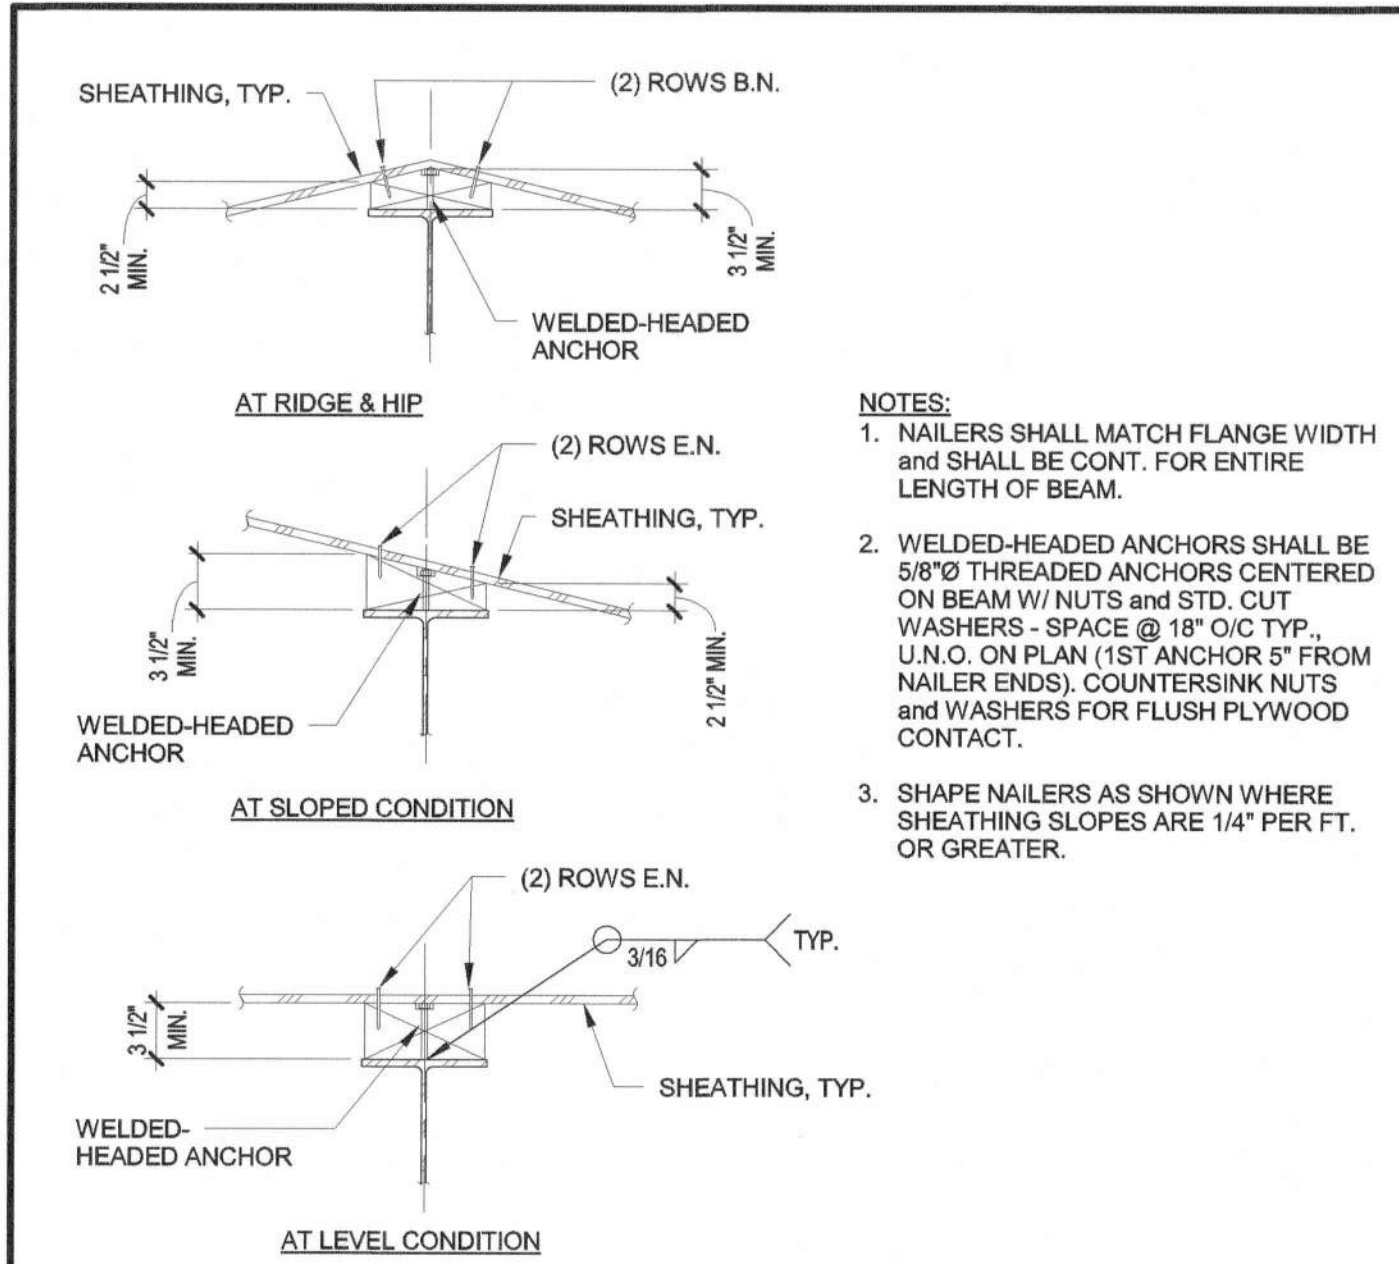 SHEATHING, TYP.
(2) ROWS B.N.
2 1/2"
MIN.
3 1/2"
MIN.
WELDED-HEADED
ANCHOR
AT RIDGE & HIP
(2) ROWS E.N.
SHEATHING, TYP.
3 1/2"
MIN.
2 1/2" MIN.
WELDED-HEADED
ANCHOR
AT SLOPED CONDITION
(2) ROWS E.N.
3/16
TYP.
3 1/2"
MIN.
SHEATHING, TYP.
WELDED-
HEADED ANCHOR
AT LEVEL CONDITION
NOTES:
1. NAILERS SHALL MATCH FLANGE WIDTH
and SHALL BE CONT. FOR ENTIRE
LENGTH OF BEAM.
2. WELDED-HEADED ANCHORS SHALL BE
5/8"Ø THREADED ANCHORS CENTERED
ON BEAM W/ NUTS and STD. CUT
WASHERS - SPACE @ 18" O/C TYP.,
U.N.O. ON PLAN (1ST ANCHOR 5" FROM
NAILER ENDS). COUNTERSINK NUTS
and WASHERS FOR FLUSH PLYWOOD
CONTACT.
3. SHAPE NAILERS AS SHOWN WHERE
SHEATHING SLOPES ARE 1/4" PER FT.
OR GREATER.